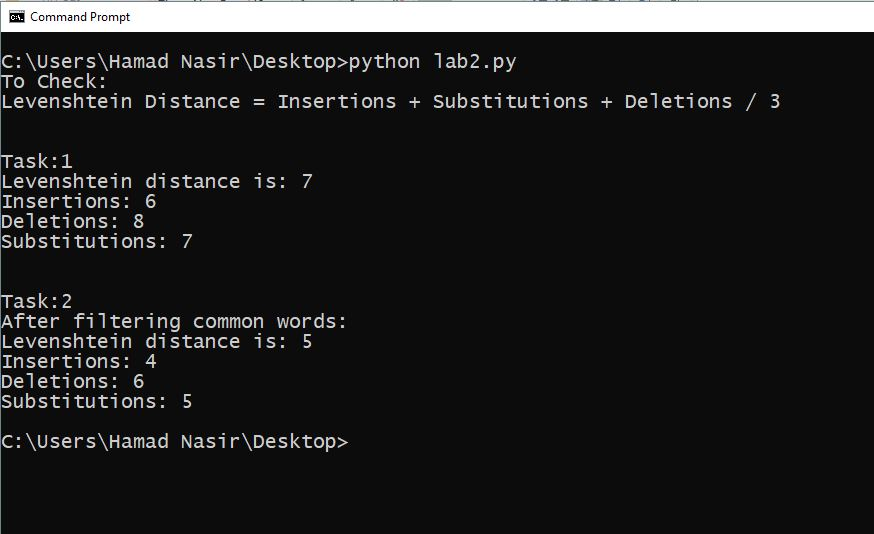 Command Prompt
C:\Users\Hamad Nasir\Desktop>python lab2.py
To Check:
Levenshtein Distance = Insertions + Substitutions + Deletions / 3
Task:1
Levenshtein distance is: 7
Insertions: 6
Deletions: 8
Substitutions: 7
Task:2
After filtering common words:
Levenshtein distance is: 5
Insertions: 4
Deletions: 6
Substitutions: 5
C:\Users\Hamad Nasir\Desktop>